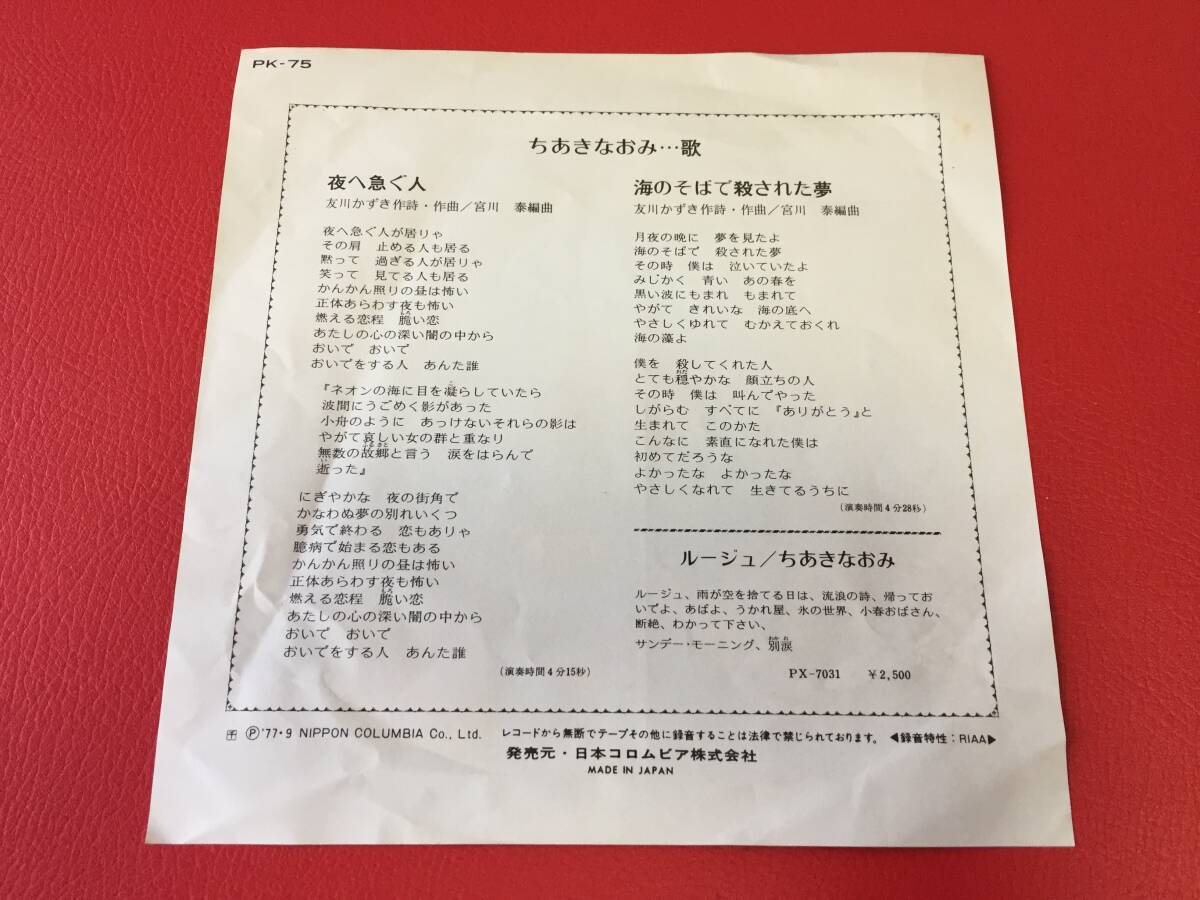 PK-75
ちあきなおみ…歌
夜へ急ぐ人
友川かずき作詩・作曲／宮川　泰編曲
夜へ急ぐ人が居りゃ
その肩　止める人も居る
黙って　過ぎる人が居りゃ
笑って　見てる人も居る
かんかん照りの昼は怖い
正体あらわす夜も怖い
燃える恋程　脆い恋
あたしの心の深い闇の中から
おいで　おいで
おいでをする人　あんた誰
『ネオンの海に目を凝らしていたら
波間にうごめく影があった
小舟のように　あっけないそれらの影は
やがて哀しい女の群と重なり
無数の故郷と言う　涙をはらんで
逝った』
にぎやかな　夜の街角で
かなわぬ夢の別れいくつ
勇気で終わる　恋もありゃ
臆病で始まる恋もある
かんかん照りの昼は怖い
正体あらわす夜も怖い
燃える恋程　脆い恋
あたしの心の深い闇の中から
おいで　おいで
おいでをする人　あんた誰
（演奏時間4分15秒）
海のそばで殺された夢
友川かずき作詩・作曲／宮川　泰編曲
月夜の晩に　夢を見たよ
海のそばで　殺された夢
その時　僕は　泣いていたよ
みじかく　青い　あの春を
黒い波にもまれ　もまれて
やがて　きれいな　海の底へ
やさしくゆれて　むかえておくれ
海の藻よ
僕を　殺してくれた人
とても穏やかな　顔立ちの人
その時　僕は　叫んでやった
しがらむ　すべてに　『ありがとう』と
生まれて　このかた
こんなに　素直になれた僕は
初めてだろうな
よかったな　よかったな
やさしくなれて　生きてるうちに
（演奏時間4分28秒）
ルージュ／ちあきなおみ
ルージュ、雨が空を捨てる日は、流浪の詩、帰ってお
いでよ、あばよ、うかれ屋、氷の世界、小春おばさん、
断絶、わかって下さい、
サンデー・モーニング、別涙
PX-7031　￥2,500
Ⓟ'77・9 NIPPON COLUMBIA Co., Ltd.　レコードから無断でテープその他に録音することは法律で禁じられております。　◀録音特性：RIAA▶
発売元・日本コロムビア株式会社
MADE IN JAPAN